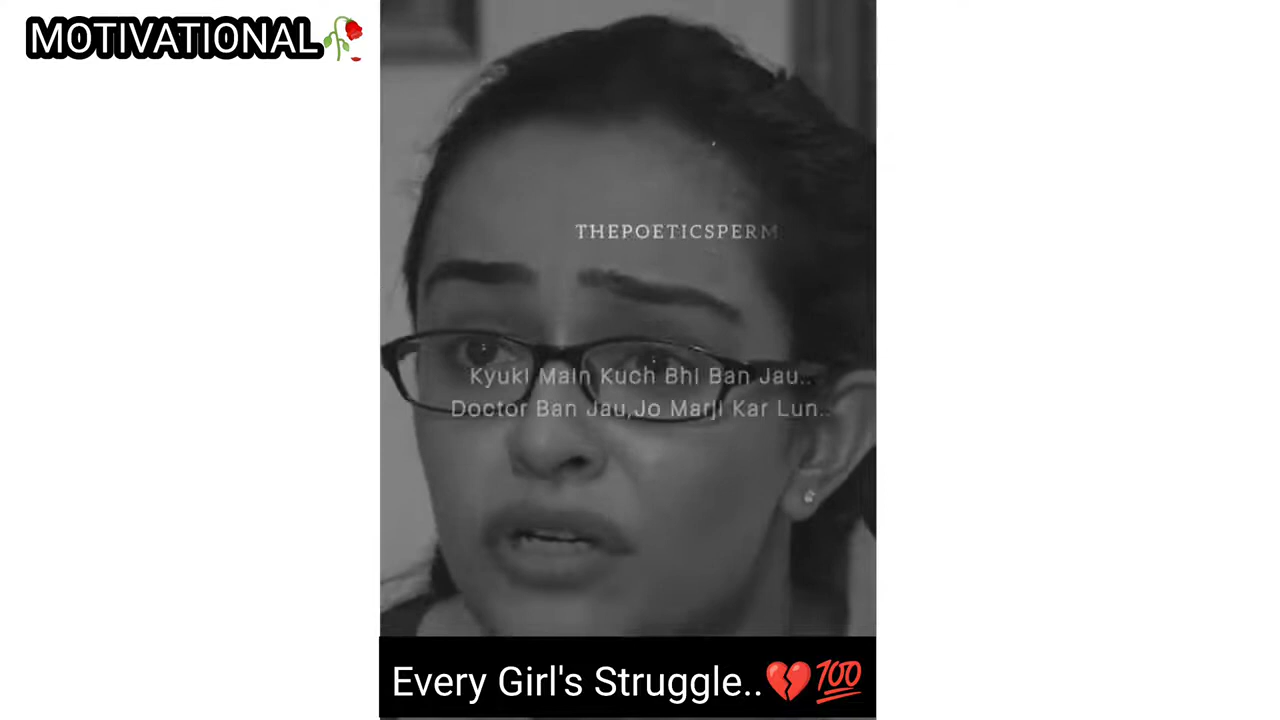 MOTIVATIONAL🥀
THEPOETICSPERM
Kyuki Main Kuch Bhi Ban Jau..
Doctor Ban Jau,Jo Marji Kar Lun..
Every Girl's Struggle..💔💯